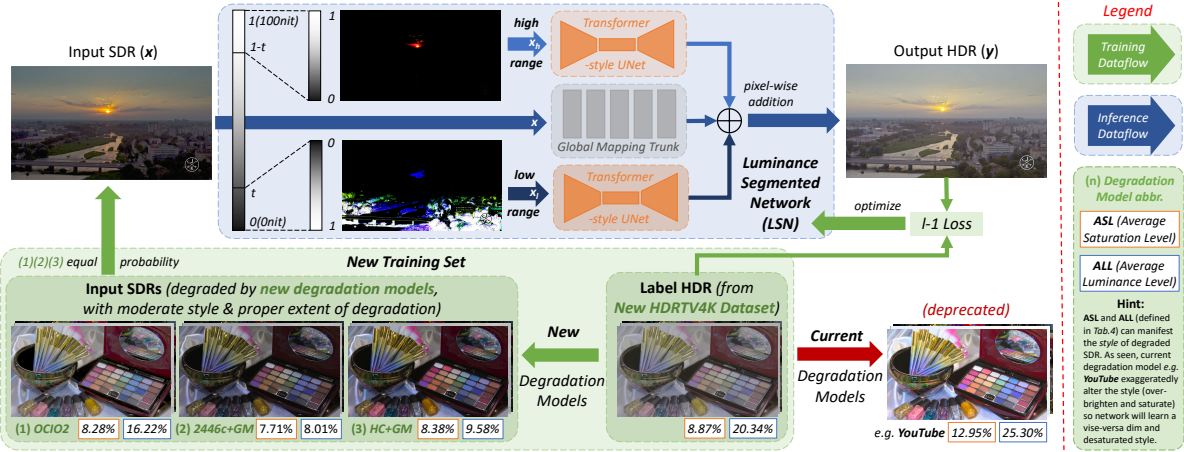 Input SDR (x)
1(100nit)
1-t
t
0(0nit)
1
0
0
1
high
x_h
range
x
low
x_l
range
Transformer
-style UNet
Global Mapping Trunk
Transformer
-style UNet
pixel-wise
addition
Luminance
Segmented
Network
(LSN)
Output HDR (y)
optimize
l-1 Loss
(1)(2)(3) equal probability
New Training Set
Input SDRs (degraded by new degradation models,
with moderate style & proper extent of degradation)
(1) OCIO2 8.28% 16.22%
(2) 2446c+GM 7.71% 8.01%
(3) HC+GM 8.38% 9.58%
New
Degradation
Models
Label HDR (from
New HDRTV4K Dataset)
8.87% 20.34%
Current
Degradation
Models
(deprecated)
e.g. YouTube 12.95% 25.30%
Legend
Training
Dataflow
Inference
Dataflow
(n) Degradation
Model abbr.
ASL (Average
Saturation Level)
ALL (Average
Luminance Level)
Hint:
ASL and ALL (defined
in Tab.4) can manifest
the style of degraded
SDR. As seen, current
degradation model e.g.
YouTube exaggeratedly
alter the style (over-
brighten and saturate)
so network will learn a
vise-versa dim and
desaturated style.